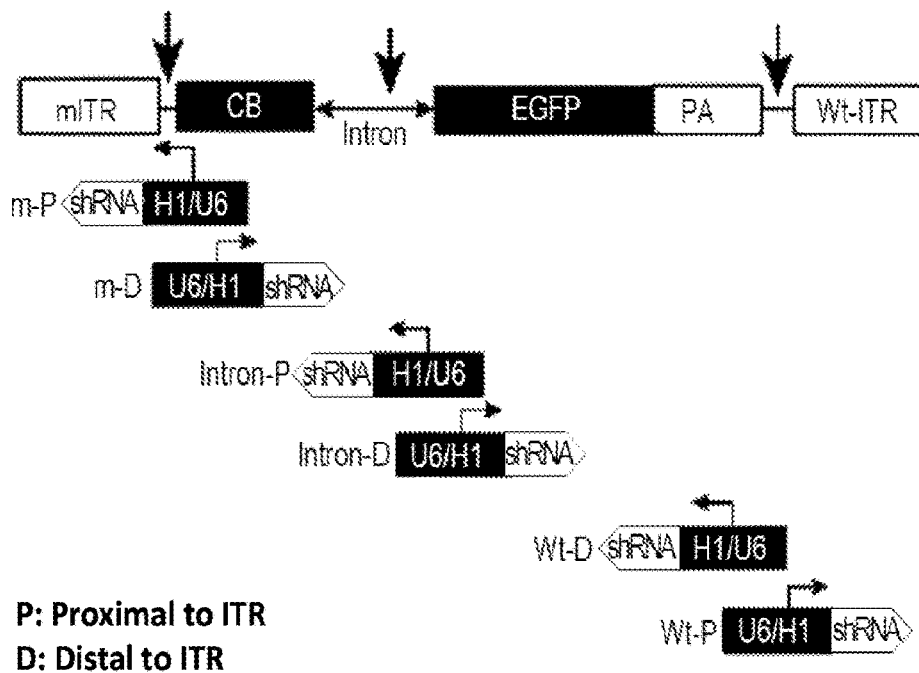 mITR CB Intron EGFP PA Wt-ITR
m-P shRNA H1/U6
m-D U6/H1 shRNA
Intron-P shRNA H1/U6
Intron-D U6/H1 shRNA
Wt-D shRNA H1/U6
Wt-P U6/H1 shRNA
P: Proximal to ITR
D: Distal to ITR